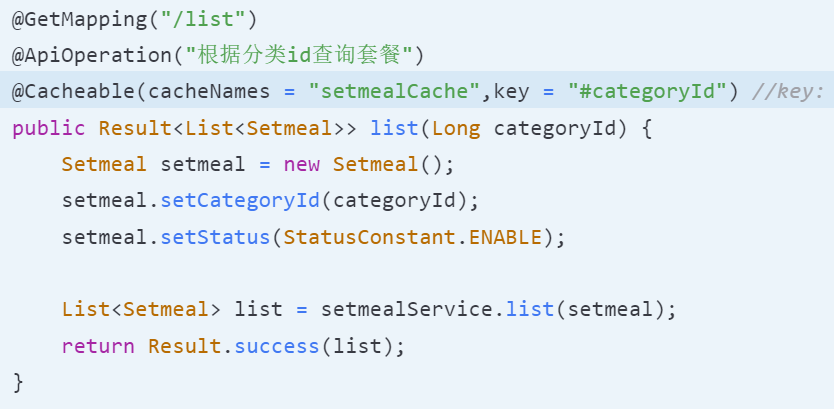 @GetMapping("/list")
@ApiOperation("根据分类id查询套餐")
@Cacheable(cacheNames = "setmealCache",key = "#categoryId") //key:
public Result<List<Setmeal>> list(Long categoryId) {
    Setmeal setmeal = new Setmeal();
    setmeal.setCategoryId(categoryId);
    setmeal.setStatus(StatusConstant.ENABLE);

    List<Setmeal> list = setmealService.list(setmeal);
    return Result.success(list);
}